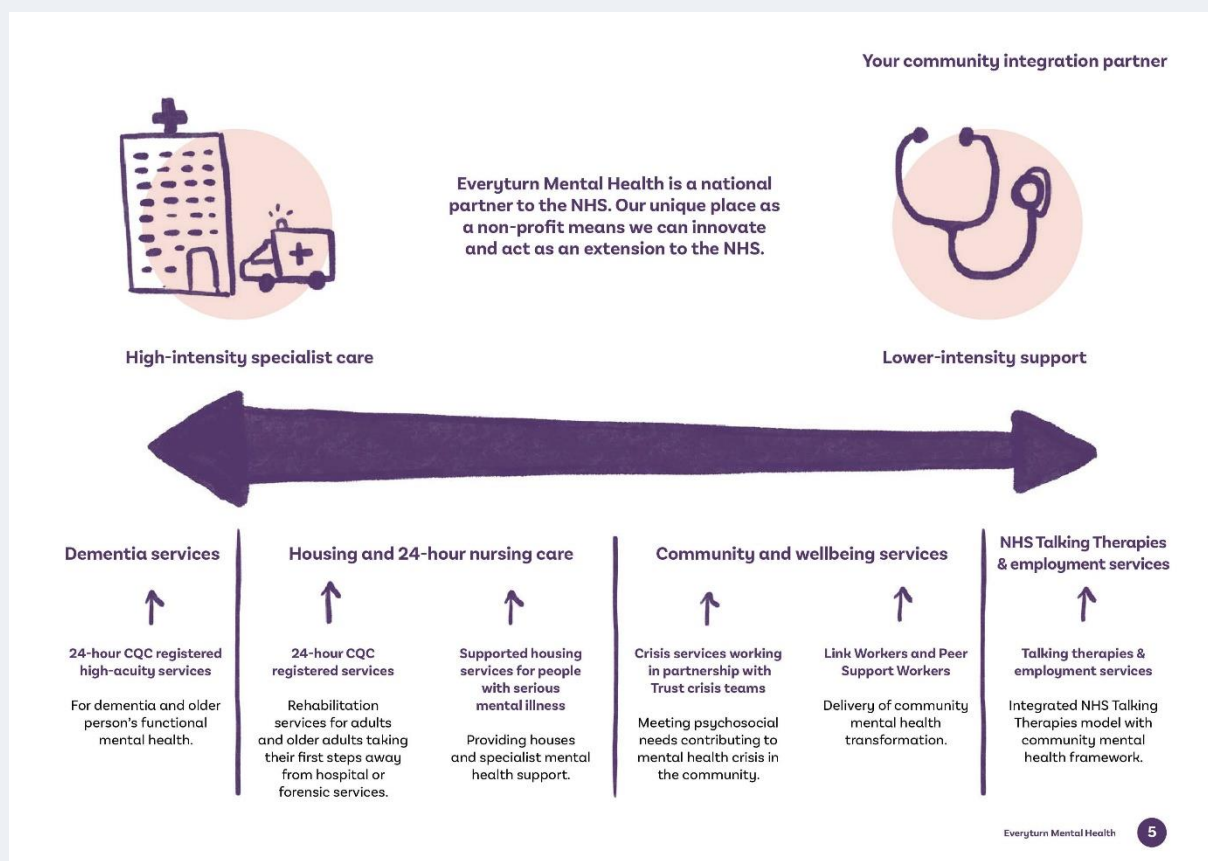 Your community integration partner
Everyturn Mental Health is a national
partner to the NHS. Our unique place as
a non-profit means we can innovate
and act as an extension to the NHS.
High-intensity specialist care
Lower-intensity support
Dementia services
24-hour CQC registered
high-acuity services
For dementia and older
person's functional
mental health.
Housing and 24-hour nursing care
24-hour CQC
registered services
Rehabilitation
services for adults
and older adults taking
their first steps away
from hospital or
forensic services.
Supported housing
services for people
with serious
mental illness
Providing houses
and specialist mental
health support.
Community and wellbeing services
Crisis services working
in partnership with
Trust crisis teams
Meeting psychosocial
needs contributing to
mental health crisis in
the community.
Link Workers and Peer
Support Workers
Delivery of community
mental health
transformation.
NHS Talking Therapies
& employment services
Talking therapies &
employment services
Integrated NHS Talking
Therapies model with
community mental
health framework.
Everyturn Mental Health 5